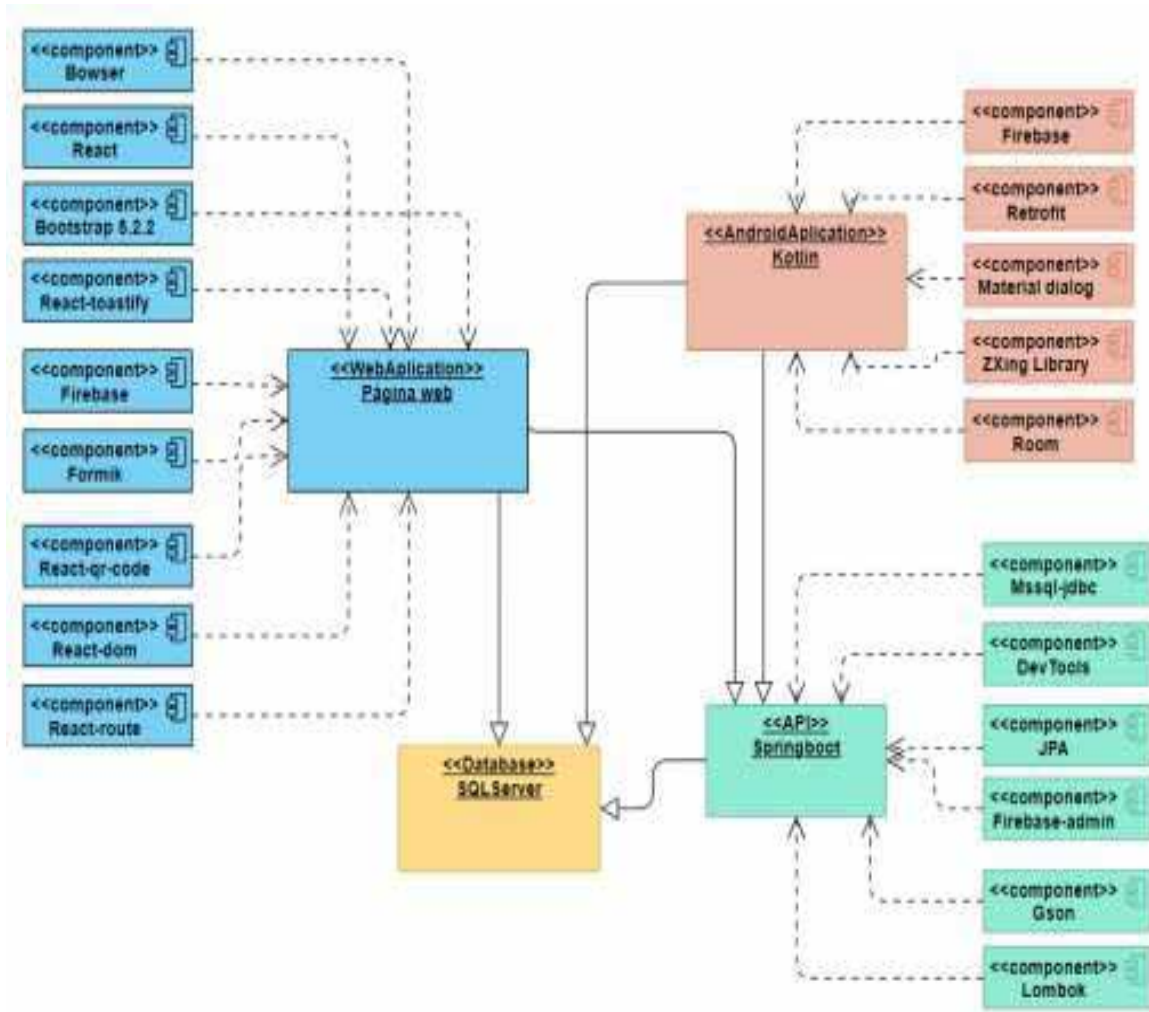 <<component>>
Bowser
<<component>>
React
<<component>>
Bootstrap 5.2.2
<<component>>
React-toastify
<<component>>
Firebase
<<component>>
Formik
<<component>>
React-qr-code
<<component>>
React-dom
<<component>>
React-route
<<WebAplication>>
Pagina web
<<Database>>
SQLServer
<<AndroidAplication>>
Kotlin
<<API>>
Springboot
<<component>>
Firebase
<<component>>
Retrofit
<<component>>
Material dialog
<<component>>
ZXing Library
<<component>>
Room
<<component>>
Mssql-jdbc
<<component>>
DevTools
<<component>>
JPA
<<component>>
Firebase-admin
<<component>>
Gson
<<component>>
Lombok